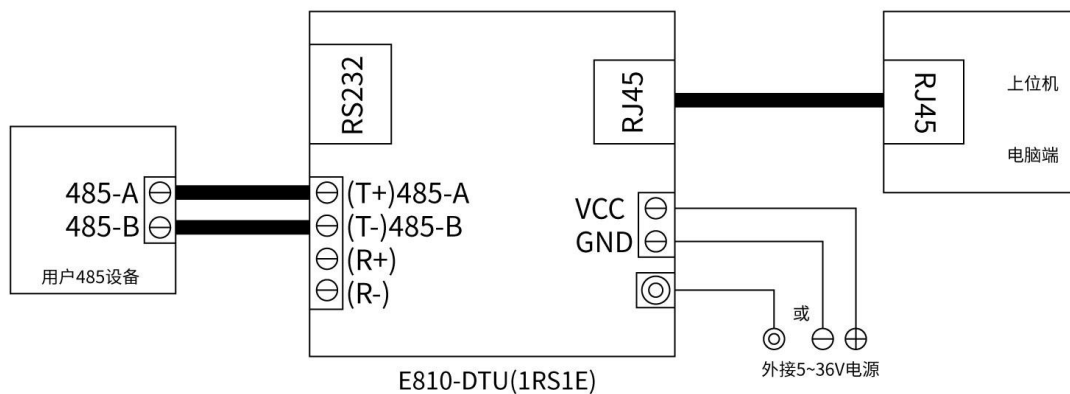 RS232
RJ45
RJ45
上位机
电脑端
485-A
485-B
用户485设备
(T+)485-A
(T-)485-B
(R+)
(R-)
VCC
GND
或
外接5~36V电源
E810-DTU(1RS1E)